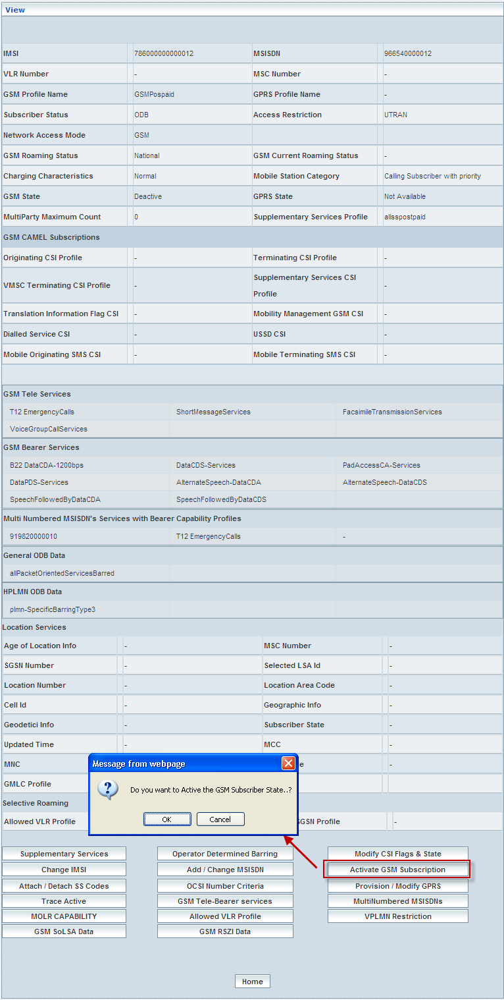 View
IMSI 786000000000012 MSISDN 966540000012
VLR Number - MSC Number -
GSM Profile Name GSMPospaid GPRS Profile Name -
Subscriber Status ODB Access Restriction UTRAN
Network Access Mode GSM
GSM Roaming Status National GSM Current Roaming Status -
Charging Characteristics Normal Mobile Station Category Calling Subscriber with priority
GSM State Deactive GPRS State Not Available
MultiParty Maximum Count 0 Supplementary Services Profile allsspostpaid
GSM CAMEL Subscriptions
Originating CSI Profile - Terminating CSI Profile -
VMSC Terminating CSI Profile - Supplementary Services CSI Profile -
Translation Information Flag CSI - Mobility Management GSM CSI -
Dialled Service CSI - USSD CSI -
Mobile Originating SMS CSI - Mobile Terminating SMS CSI -
GSM Tele Services
T12 EmergencyCalls ShortMessageServices FacsimileTransmissionServices
VoiceGroupCallServices
GSM Bearer Services
B22 DataCDA-1200bps DataCDS-Services PadAccessCA-Services
DataPDS-Services AlternateSpeech-DataCDA AlternateSpeech-DataCDS
SpeechFollowedByDataCDA SpeechFollowedByDataCDS
Multi Numbered MSISDN's Services with Bearer Capability Profiles
919820000010 T12 EmergencyCalls -
General ODB Data
allPacketOrientedServicesBarred
HPLMN ODB Data
plmn-SpecificBarringType3
Location Services
Age of Location Info - MSC Number -
SGSN Number - Selected LSA Id -
Location Number - Location Area Code -
Cell Id - Geographic Info -
Geodetici Info - Subscriber State -
Updated Time - MCC -
MNC e -
GMLC Profile
Selective Roaming
Allowed VLR Profile SGSN Profile -
Message from webpage
Do you want to Active the GSM Subscriber State..?
OK Cancel
Supplementary Services Operator Determined Barring Modify CSI Flags & State
Change IMSI Add / Change MSISDN Activate GSM Subscription
Attach / Detach SS Codes OCSI Number Criteria Provision / Modify GPRS
Trace Active GSM Tele-Bearer services MultiNumbered MSISDNs
MOLR CAPABILITY Allowed VLR Profile VPLMN Restriction
GSM SoLSA Data GSM RSZI Data
Home